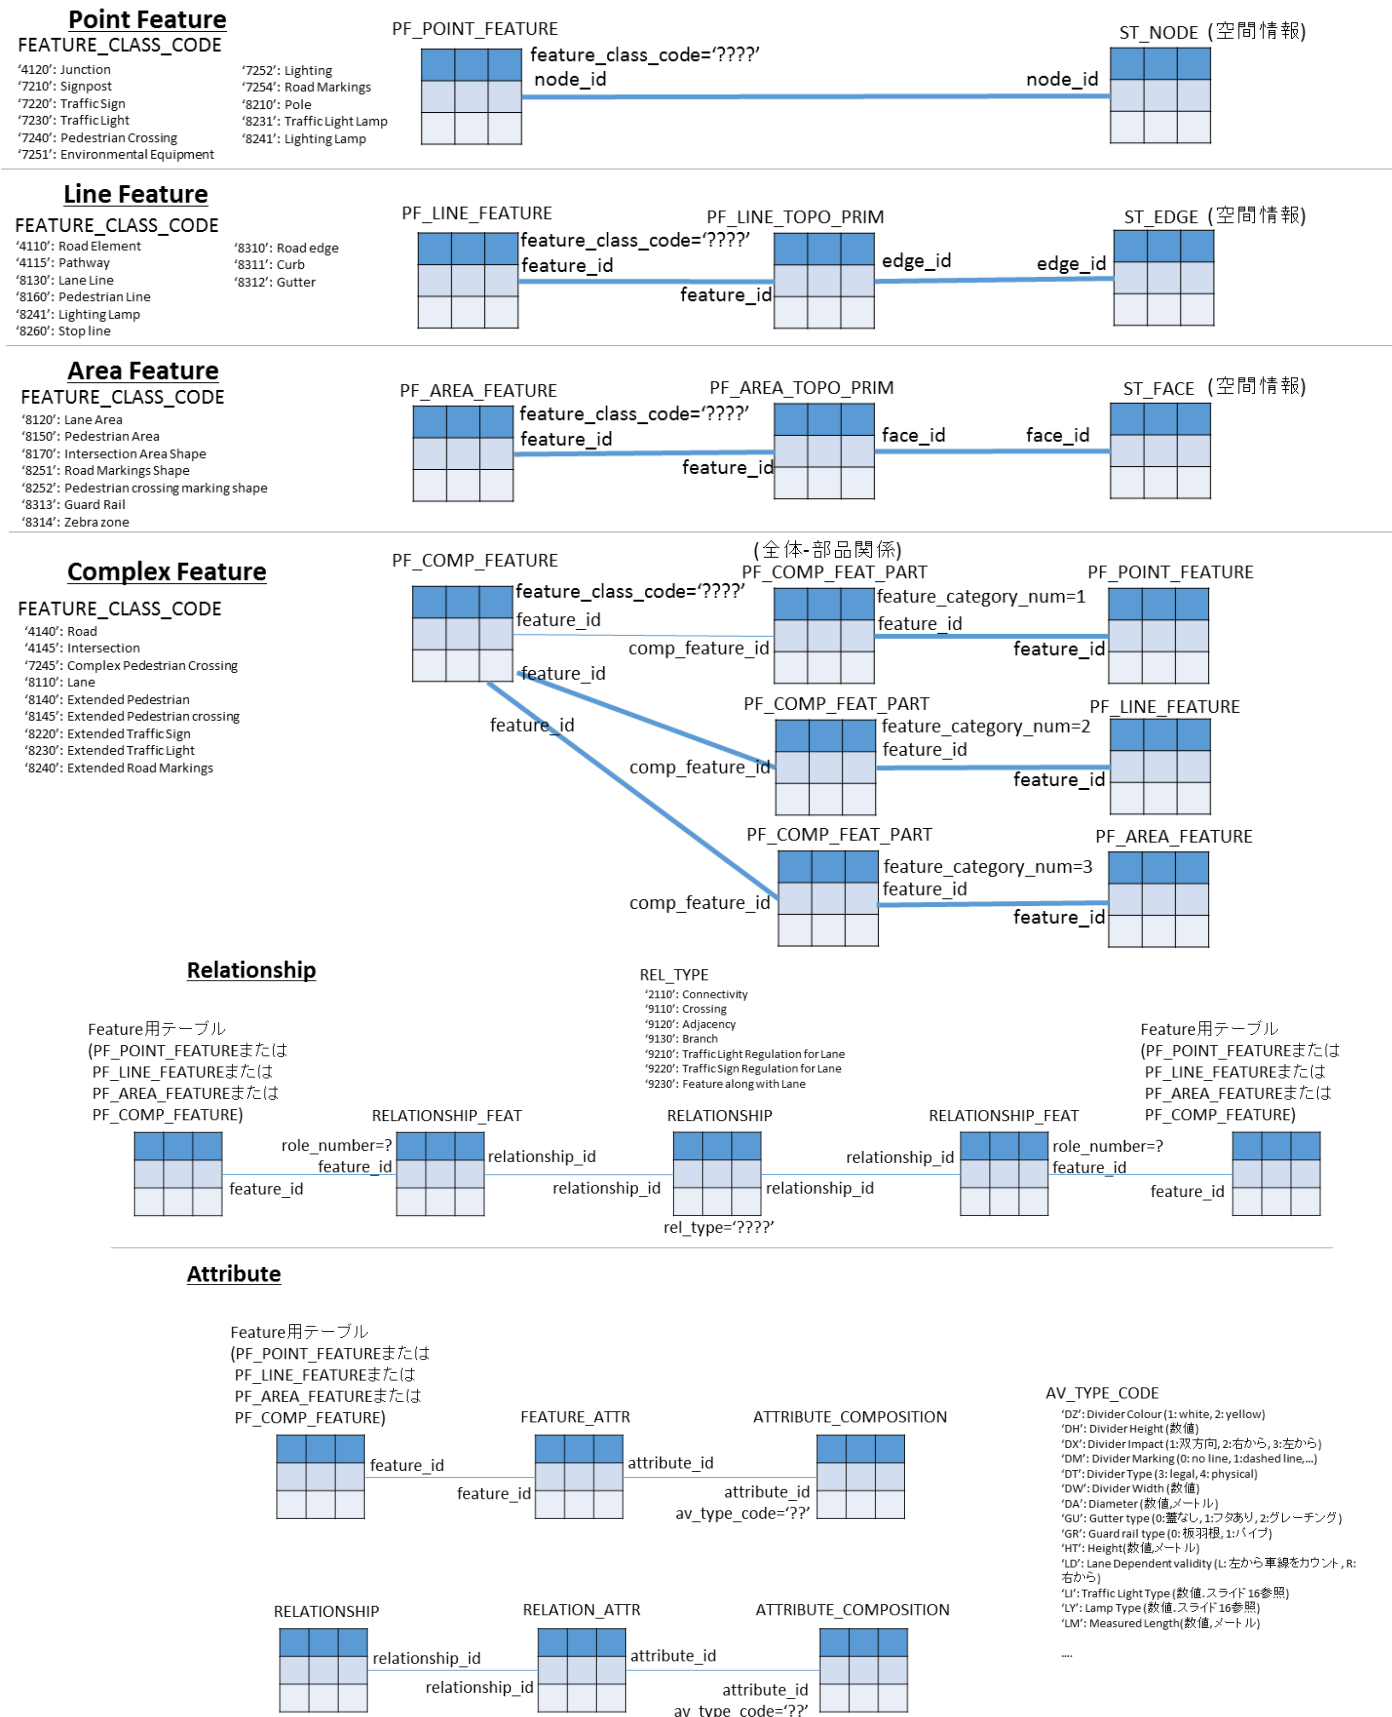 Point Feature
FEATURE_CLASS_CODE
‘4120’: Junction
‘7210’: Signpost
‘7220’: Traffic Sign
‘7230’: Traffic Light
‘7240’: Pedestrian Crossing
‘7251’: Environmental Equipment
‘7252’: Lighting
‘7254’: Road Markings
‘8210’: Pole
‘8231’: Traffic Light Lamp
‘8241’: Lighting Lamp
PF_POINT_FEATURE
feature_class_code=‘????’
node_id
node_id
ST_NODE (空間情報)
Line Feature
FEATURE_CLASS_CODE
‘4110’: Road Element
‘4115’: Pathway
‘8130’: Lane Line
‘8160’: Pedestrian Line
‘8241’: Lighting Lamp
‘8260’: Stop line
‘8310’: Road edge
‘8311’: Curb
‘8312’: Gutter
PF_LINE_FEATURE
feature_class_code=‘????’
feature_id
feature_id
PF_LINE_TOPO_PRIM
edge_id
edge_id
ST_EDGE (空間情報)
Area Feature
FEATURE_CLASS_CODE
‘8120’: Lane Area
‘8150’: Pedestrian Area
‘8170’: Intersection Area Shape
‘8251’: Road Markings Shape
‘8252’: Pedestrian crossing marking shape
‘8313’: Guard Rail
‘8314’: Zebra zone
PF_AREA_FEATURE
feature_class_code=‘????’
feature_id
feature_id
PF_AREA_TOPO_PRIM
face_id
face_id
ST_FACE (空間情報)
Complex Feature
FEATURE_CLASS_CODE
‘4140’: Road
‘4145’: Intersection
‘7245’: Complex Pedestrian Crossing
‘8110’: Lane
‘8140’: Extended Pedestrian
‘8145’: Extended Pedestrian crossing
‘8220’: Extended Traffic Sign
‘8230’: Extended Traffic Light
‘8240’: Extended Road Markings
PF_COMP_FEATURE
feature_class_code=‘????’
feature_id
comp_feature_id
(全体-部品関係)
PF_COMP_FEAT_PART
feature_category_num=1
feature_id
feature_id
PF_POINT_FEATURE
feature_id
comp_feature_id
PF_COMP_FEAT_PART
feature_category_num=2
feature_id
feature_id
PF_LINE_FEATURE
feature_id
comp_feature_id
PF_COMP_FEAT_PART
feature_category_num=3
feature_id
feature_id
PF_AREA_FEATURE
Relationship
REL_TYPE
‘2110’: Connectivity
‘9110’: Crossing
‘9120’: Adjacency
‘9130’: Branch
‘9210’: Traffic Light Regulation for Lane
‘9220’: Traffic Sign Regulation for Lane
‘9230’: Feature along with Lane
Feature用テーブル
(PF_POINT_FEATUREまたは
PF_LINE_FEATUREまたは
PF_AREA_FEATUREまたは
PF_COMP_FEATURE)
feature_id
role_number=?
feature_id
RELATIONSHIP_FEAT
relationship_id
relationship_id
RELATIONSHIP
rel_type=‘????’
relationship_id
relationship_id
RELATIONSHIP_FEAT
role_number=?
feature_id
feature_id
Feature用テーブル
(PF_POINT_FEATUREまたは
PF_LINE_FEATUREまたは
PF_AREA_FEATUREまたは
PF_COMP_FEATURE)
Attribute
Feature用テーブル
(PF_POINT_FEATUREまたは
PF_LINE_FEATUREまたは
PF_AREA_FEATUREまたは
PF_COMP_FEATURE)
feature_id
feature_id
FEATURE_ATTR
attribute_id
attribute_id
av_type_code=‘??’
ATTRIBUTE_COMPOSITION
AV_TYPE_CODE
‘DZ’: Divider Colour (1: white, 2: yellow)
‘DH’: Divider Height (数値)
‘DX’: Divider Impact (1:双方向, 2:右から, 3:左から)
‘DM’: Divider Marking (0: no line, 1:dashed line,...)
‘DT’: Divider Type (3: legal, 4: physical)
‘DW’: Divider Width (数値)
‘DA’: Diameter (数値,メートル)
‘GU’: Gutter type (0:蓋なし, 1:フタあり, 2:グレーチング)
‘GR’: Guard rail type (0: 板羽根, 1:パイプ)
‘HT’: Height(数値,メートル)
‘LD’: Lane Dependent validity (L: 左から車線をカウント, R:
右から)
‘LI’: Traffic Light Type (数値.スライド16参照)
‘LY’: Lamp Type (数値.スライド16参照)
‘LM’: Measured Length(数値,メートル)
....
RELATIONSHIP
relationship_id
relationship_id
RELATION_ATTR
attribute_id
attribute_id
av_type_code=‘??’
ATTRIBUTE_COMPOSITION